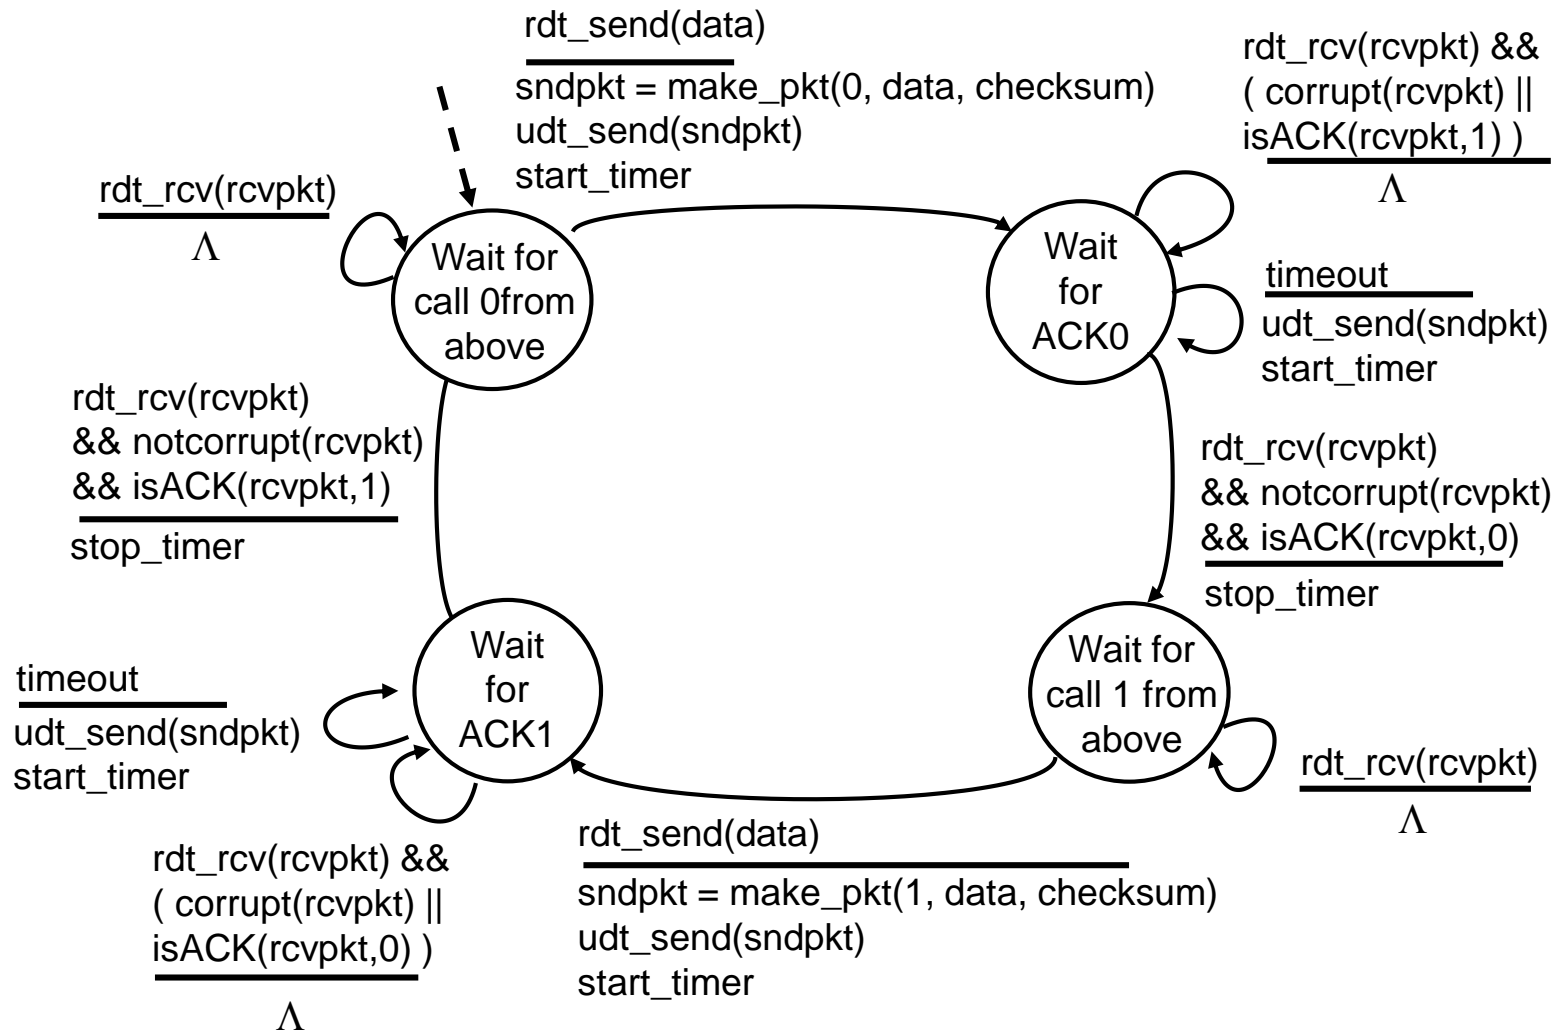 rdt_send(data)
sndpkt = make_pkt(0, data, checksum)
udt_send(sndpkt)
start_timer
rdt_rcv(rcvpkt) &&
( corrupt(rcvpkt) ||
isACK(rcvpkt,1) )
Λ
rdt_rcv(rcvpkt)
Λ
Wait for
call 0from
above
Wait
for
ACK0
timeout
udt_send(sndpkt)
start_timer
rdt_rcv(rcvpkt)
&& notcorrupt(rcvpkt)
&& isACK(rcvpkt,1)
stop_timer
rdt_rcv(rcvpkt)
&& notcorrupt(rcvpkt)
&& isACK(rcvpkt,0)
stop_timer
Wait
for
ACK1
Wait for
call 1 from
above
timeout
udt_send(sndpkt)
start_timer
rdt_rcv(rcvpkt)
Λ
rdt_rcv(rcvpkt) &&
( corrupt(rcvpkt) ||
isACK(rcvpkt,0) )
Λ
rdt_send(data)
sndpkt = make_pkt(1, data, checksum)
udt_send(sndpkt)
start_timer